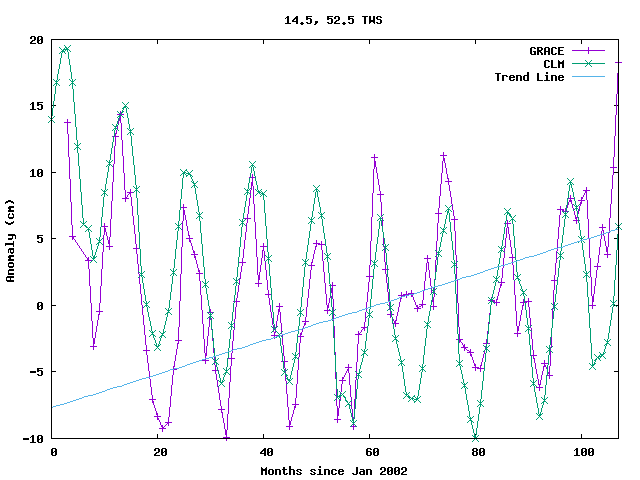 14.5, 52.5 TWS
GRACE
CLM
Trend Line
20
15
10
5
0
-5
-10
Anomaly (cm)
0 20 40 60 80 100
Months since Jan 2002